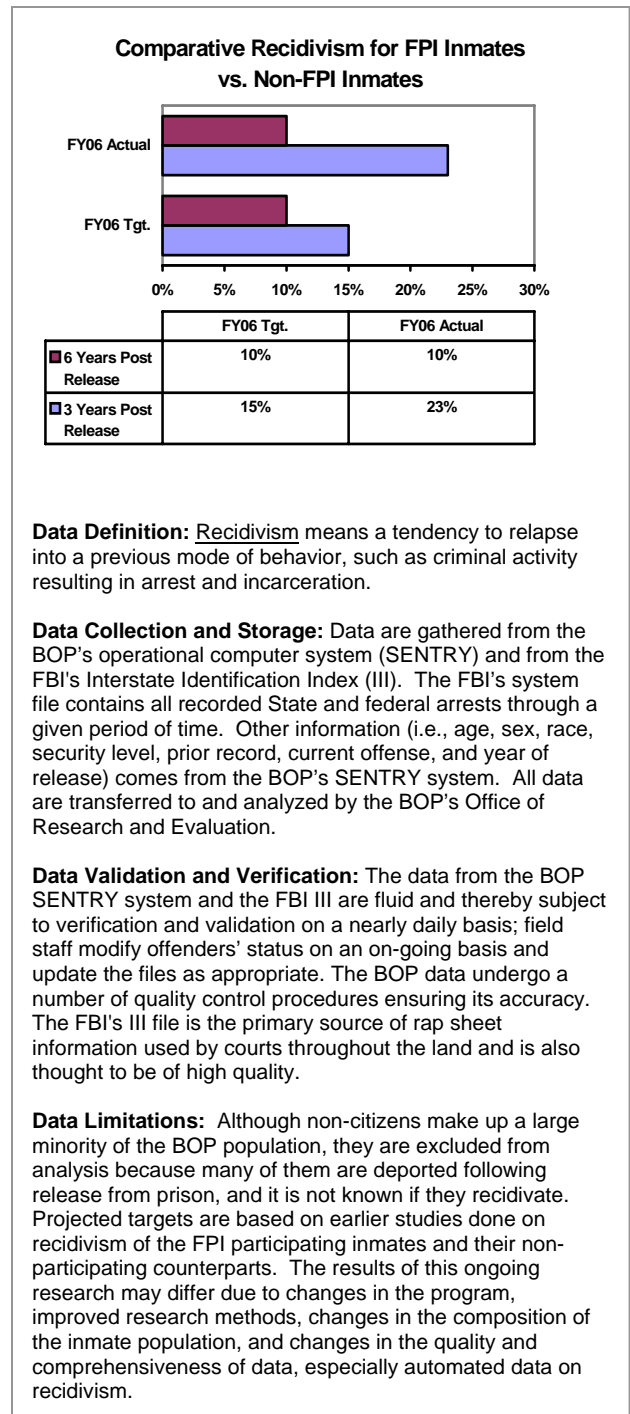 Comparative Recidivism for FPI Inmates
vs. Non-FPI Inmates
FY06 Actual
FY06 Tgt.
0% 5% 10% 15% 20% 25% 30%
FY06 Tgt. FY06 Actual
6 Years Post Release 10% 10%
3 Years Post Release 15% 23%
Data Definition: Recidivism means a tendency to relapse
into a previous mode of behavior, such as criminal activity
resulting in arrest and incarceration.
Data Collection and Storage: Data are gathered from the
BOP's operational computer system (SENTRY) and from the
FBI's Interstate Identification Index (III). The FBI's system
file contains all recorded State and federal arrests through a
given period of time. Other information (i.e., age, sex, race,
security level, prior record, current offense, and year of
release) comes from the BOP's SENTRY system. All data
are transferred to and analyzed by the BOP's Office of
Research and Evaluation.
Data Validation and Verification: The data from the BOP
SENTRY system and the FBI III are fluid and thereby subject
to verification and validation on a nearly daily basis; field
staff modify offenders' status on an on-going basis and
update the files as appropriate. The BOP data undergo a
number of quality control procedures ensuring its accuracy.
The FBI's III file is the primary source of rap sheet
information used by courts throughout the land and is also
thought to be of high quality.
Data Limitations: Although non-citizens make up a large
minority of the BOP population, they are excluded from
analysis because many of them are deported following
release from prison, and it is not known if they recidivate.
Projected targets are based on earlier studies done on
recidivism of the FPI participating inmates and their non-
participating counterparts. The results of this ongoing
research may differ due to changes in the program,
improved research methods, changes in the composition of
the inmate population, and changes in the quality and
comprehensiveness of data, especially automated data on
recidivism.